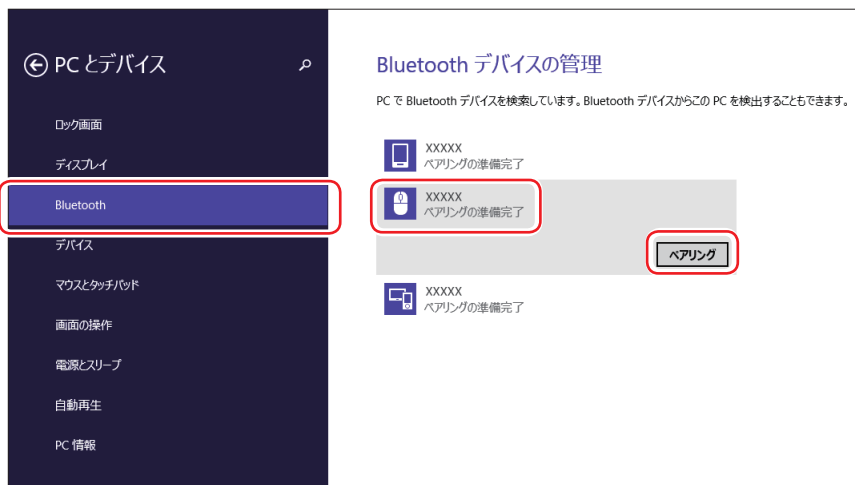 PC とデバイス
ロック画面
ディスプレイ
Bluetooth
デバイス
マウスとタッチパッド
画面の操作
電源とスリープ
自動再生
PC 情報
Bluetooth デバイスの管理
PC で Bluetooth デバイスを検索しています。Bluetooth デバイスからこの PC を検出することもできます。
XXXXX
ペアリングの準備完了
XXXXX
ペアリングの準備完了
ペアリング
XXXXX
ペアリングの準備完了